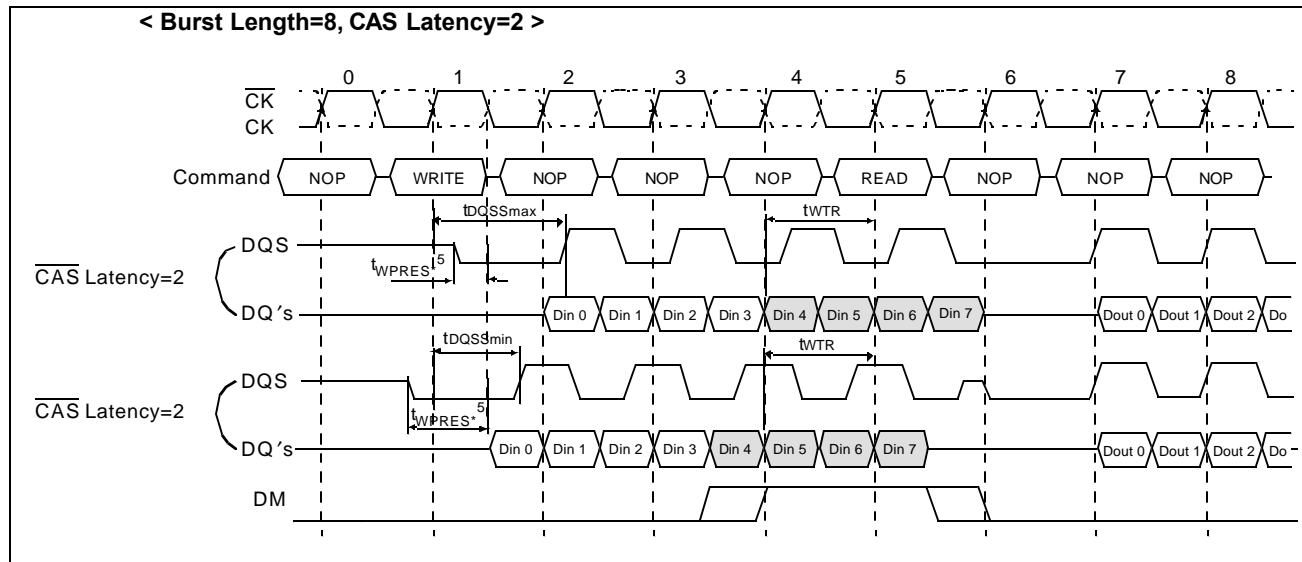 < Burst Length=8, CAS Latency=2 >
0 1 2 3 4 5 6 7 8
CK
CK
Command NOP WRITE NOP NOP NOP READ NOP NOP NOP
tDQSSmax tWTR
DQS
tWPRES*5
CAS Latency=2
DQ's Din 0 Din 1 Din 2 Din 3 Din 4 Din 5 Din 6 Din 7 Dout 0 Dout 1 Dout 2 Do
tDQSSmin tWTR
DQS
CAS Latency=2
tWPRES*5
DQ's Din 0 Din 1 Din 2 Din 3 Din 4 Din 5 Din 6 Din 7 Dout 0 Dout 1 Dout 2 Do
DM